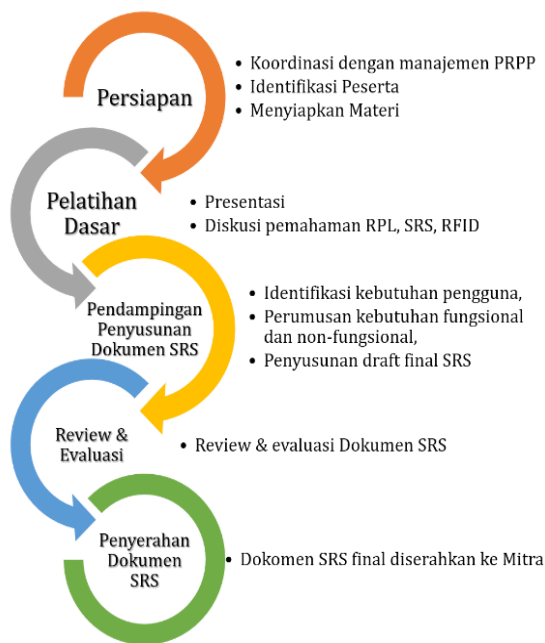 Persiapan
• Koordinasi dengan manajemen PRPP
• Identifikasi Peserta
• Menyiapkan Materi
Pelatihan
Dasar
• Presentasi
• Diskusi pemahaman RPL, SRS, RFID
Pendampingan
Penyusunan
Dokumen SRS
• Identifikasi kebutuhan pengguna,
• Perumusan kebutuhan fungsional
dan non-fungsional,
• Penyusunan draft final SRS
Review &
Evaluasi
• Review & evaluasi Dokumen SRS
Penyerahan
Dokumen
SRS
• Dokomen SRS final diserahkan ke Mitra